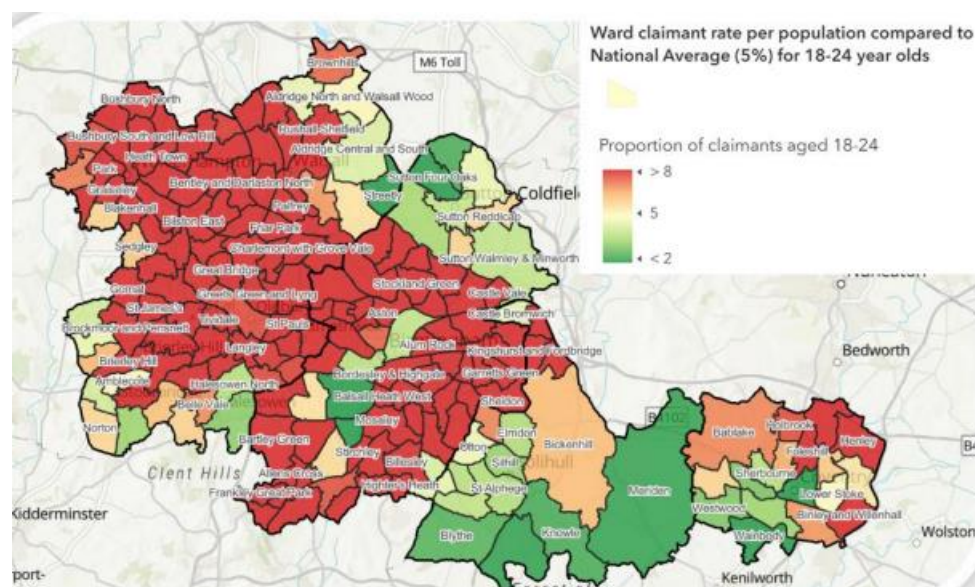 Ward claimant rate per population compared to
National Average (5%) for 18-24 year olds
Proportion of claimants aged 18-24
> 8
5
< 2
Brownhills
M6 Toll
Bushbury North
Aldridge North and Walsall Wood
Bushbury South and Low Hill
Rushall-Shelfield
Heath Town
Aldridge Central and South
Park
Sutton Four Oaks
Graiseley
Bentley and Darlaston North
Streetly
Coldfield
Blakenhall
Palfrey
Bilston East
Sutton Reddicap
Friar Park
Sedgley
Charlemont with Grove Vale
Sutton Walmley & Minworth
Great Bridge
Nuneaton
Gornal
Stockland Green
St James's
Greets Green and Lyng
Castle Vale
Brockmoor and Pensnett
Tividale
St Pauls
Aston
Castle Bromwich
Langley
Alum Rock
Kingshurst and Fordbridge
Bedworth
Brierley Hill
Amblecote
Halesowen North
Bordesley & Highgate
Garretts Green
Belle Vale
Balsall Heath West
Sheldon
B4102
Norton
Moseley
Elmdon
Bickenhill
Bablake
Holbrook
Henley
Bartley Green
Stirchley
Olton
Foleshill
Clent Hills
Billesley
Silhill
Sherbourne
Allens Cross
Highter's Heath
St Alphege
Meriden
Lower Stoke
Frankley Great Park
Westwood
Binley and Willenhall
Kidderminster
Blythe
Knowle
Wainbody
Wolston
Kenilworth